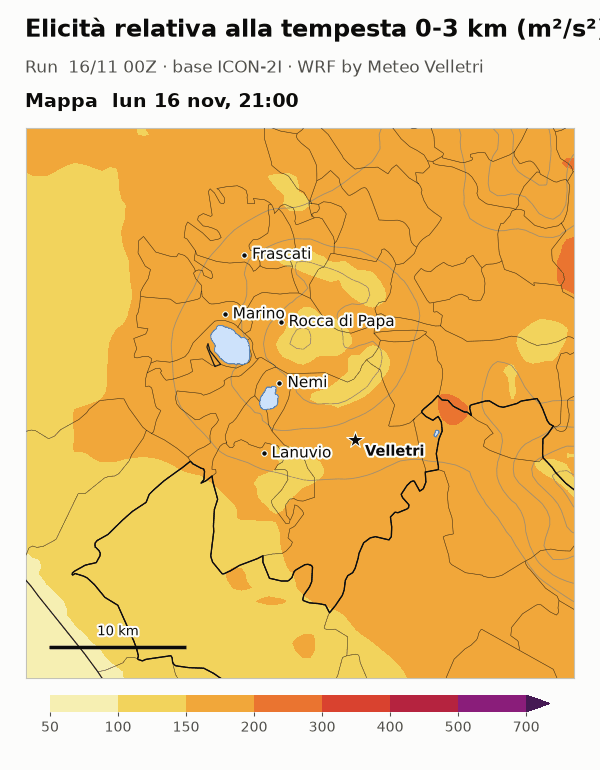 Elicità relativa alla tempesta 0-3 km (m²/s²)
Run 16/11 00Z · base ICON-2I · WRF by Meteo Velletri
Mappa lun 16 nov, 21:00
Frascati
Marino
Rocca di Papa
Nemi
Velletri
Lanuvio
10 km
50 100 150 200 300 400 500 700